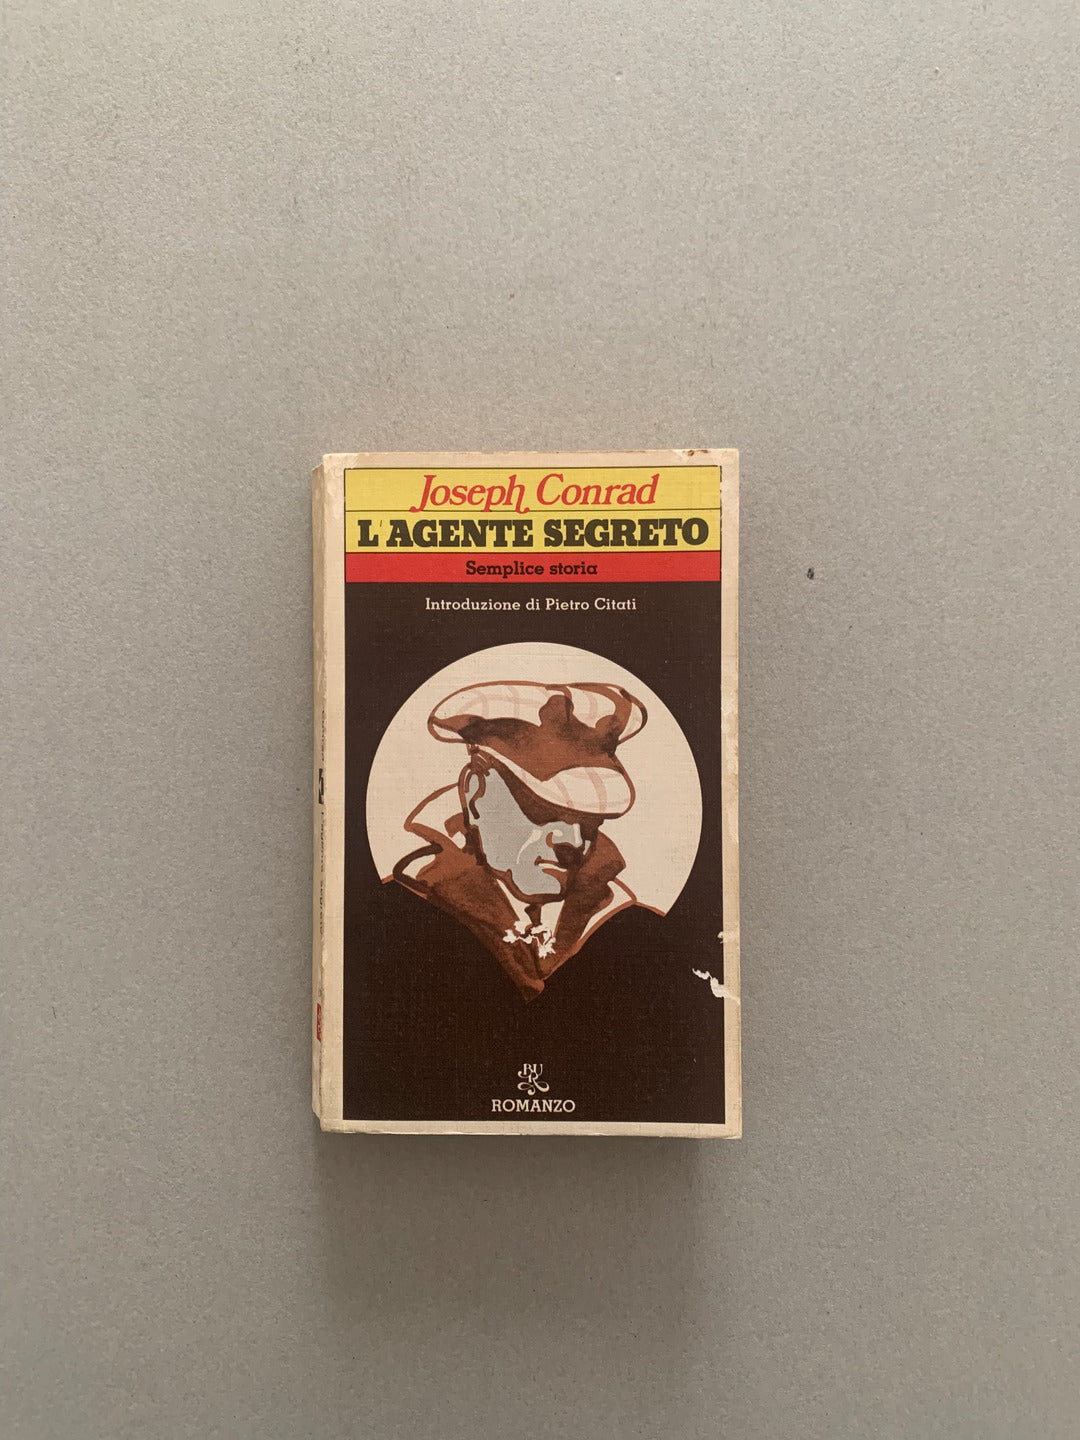 Joseph Conrad
L'AGENTE SEGRETO
Semplice storia
Introduzione di Pietro Citati
BUR
ROMANZO